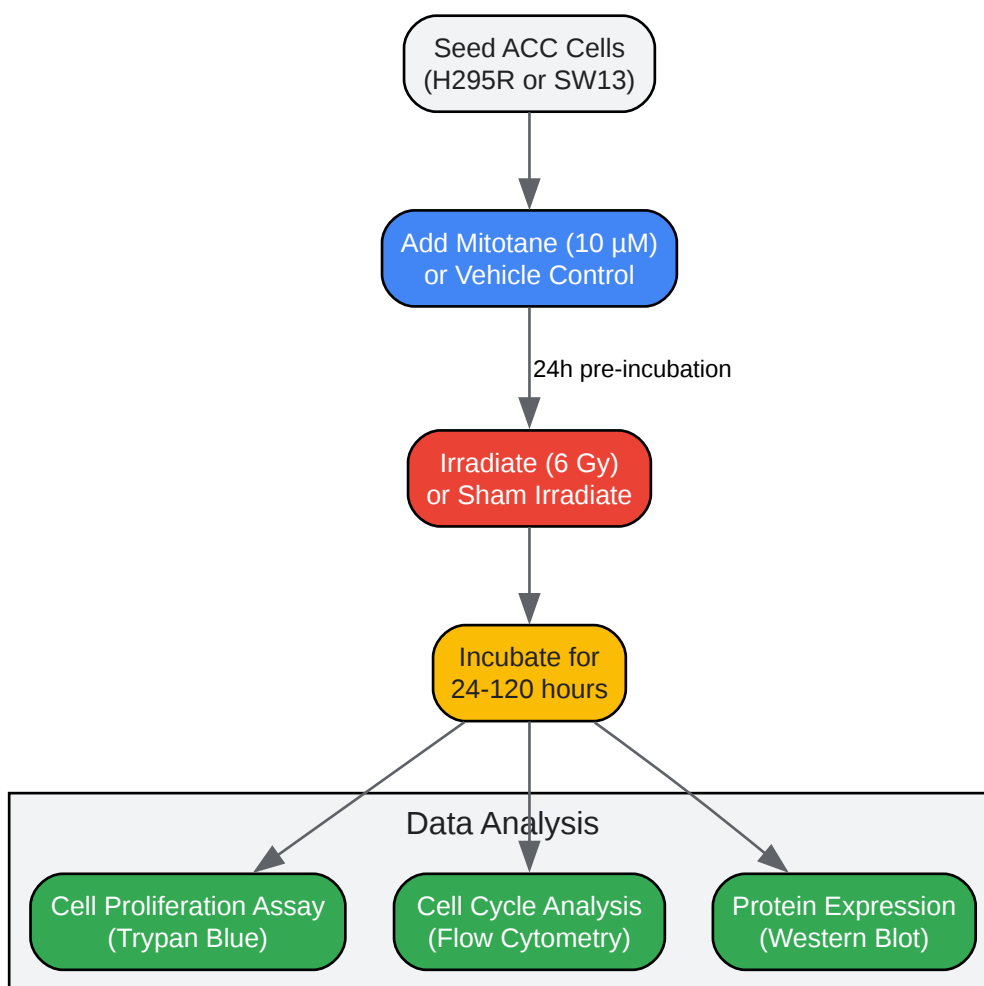 Seed ACC Cells
(H295R or SW13)
Add Mitotane (10 µM)
or Vehicle Control
24h pre-incubation
Irradiate (6 Gy)
or Sham Irradiate
Incubate for
24-120 hours
Data Analysis
Cell Proliferation Assay
(Trypan Blue)
Cell Cycle Analysis
(Flow Cytometry)
Protein Expression
(Western Blot)